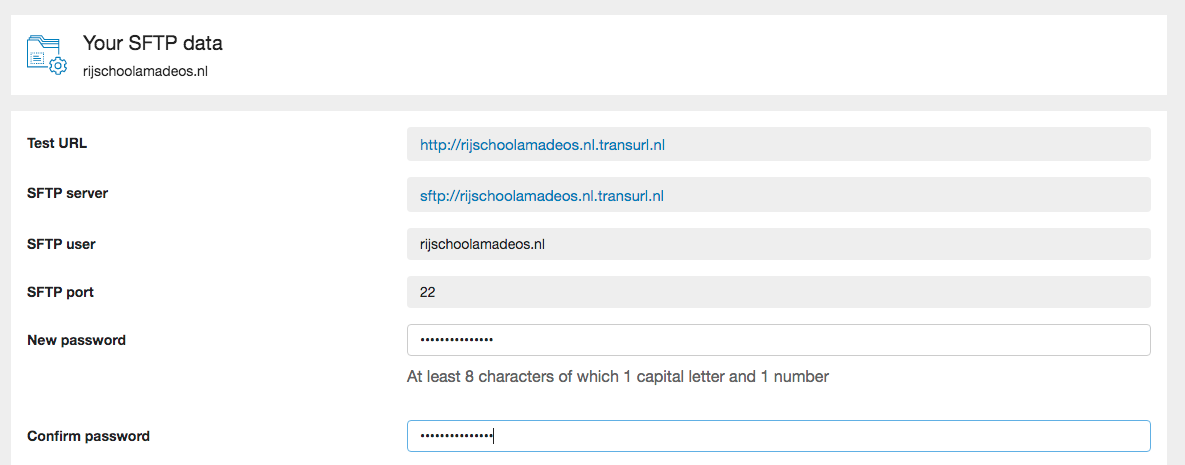 Your SFTP data
rijschoolamadeos.nl
Test URL
http://rijschoolamadeos.nl.transurl.nl
SFTP server
sftp://rijschoolamadeos.nl.transurl.nl
SFTP user
rijschoolamadeos.nl
SFTP port
22
New password
•••••••••••••••
At least 8 characters of which 1 capital letter and 1 number
Confirm password
•••••••••••••••